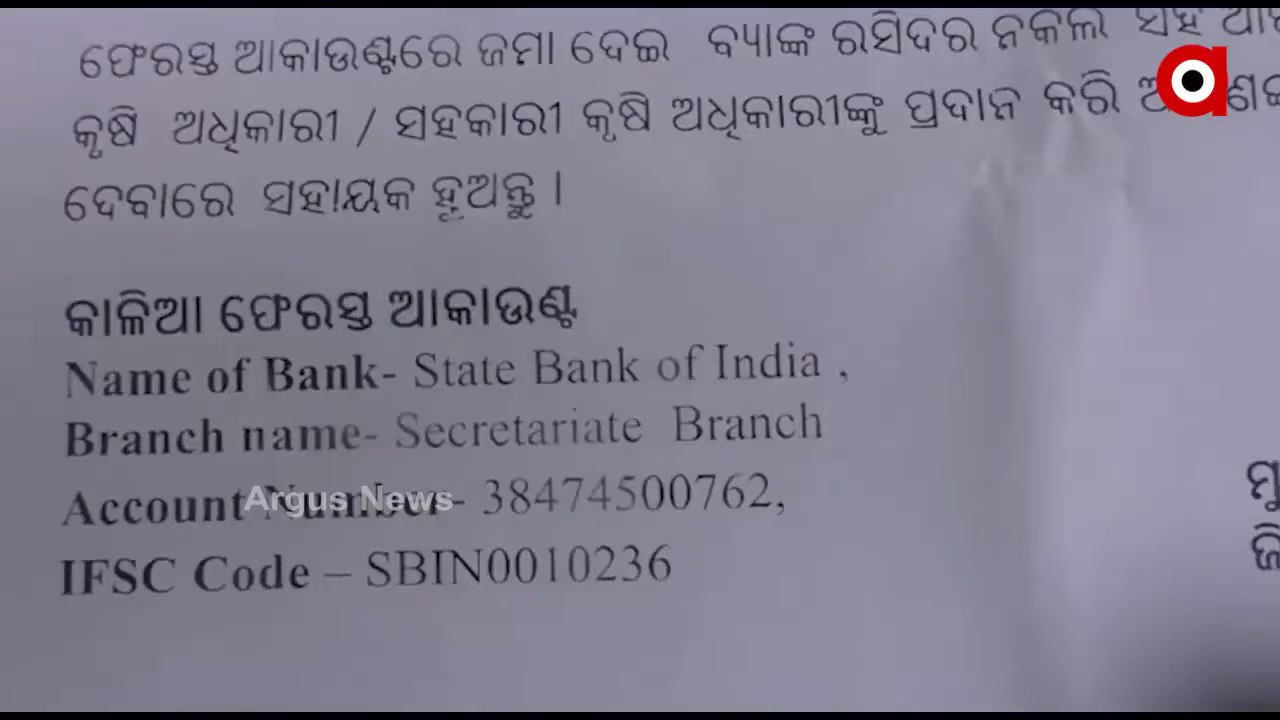 ଫେରସ୍ତ ଆକାଉଣ୍ଟରେ ଜମା ଦେଇ ବ୍ୟାଙ୍କ ରସିଦର ନକଲ ସହ
କୃଷି ଅଧିକାରୀ / ସହକାରୀ କୃଷି ଅଧିକାରୀଙ୍କୁ ପ୍ରଦାନ କରି
ଦେବାରେ ସହାୟକ ହୁଅନ୍ତୁ ।
କାଳିଆ ଫେରସ୍ତ ଆକାଉଣ୍ଟ
Name of Bank- State Bank of India ,
Branch name- Secretariate Branch
Account Number- 38474500762,
Argus News
IFSC Code – SBIN0010236